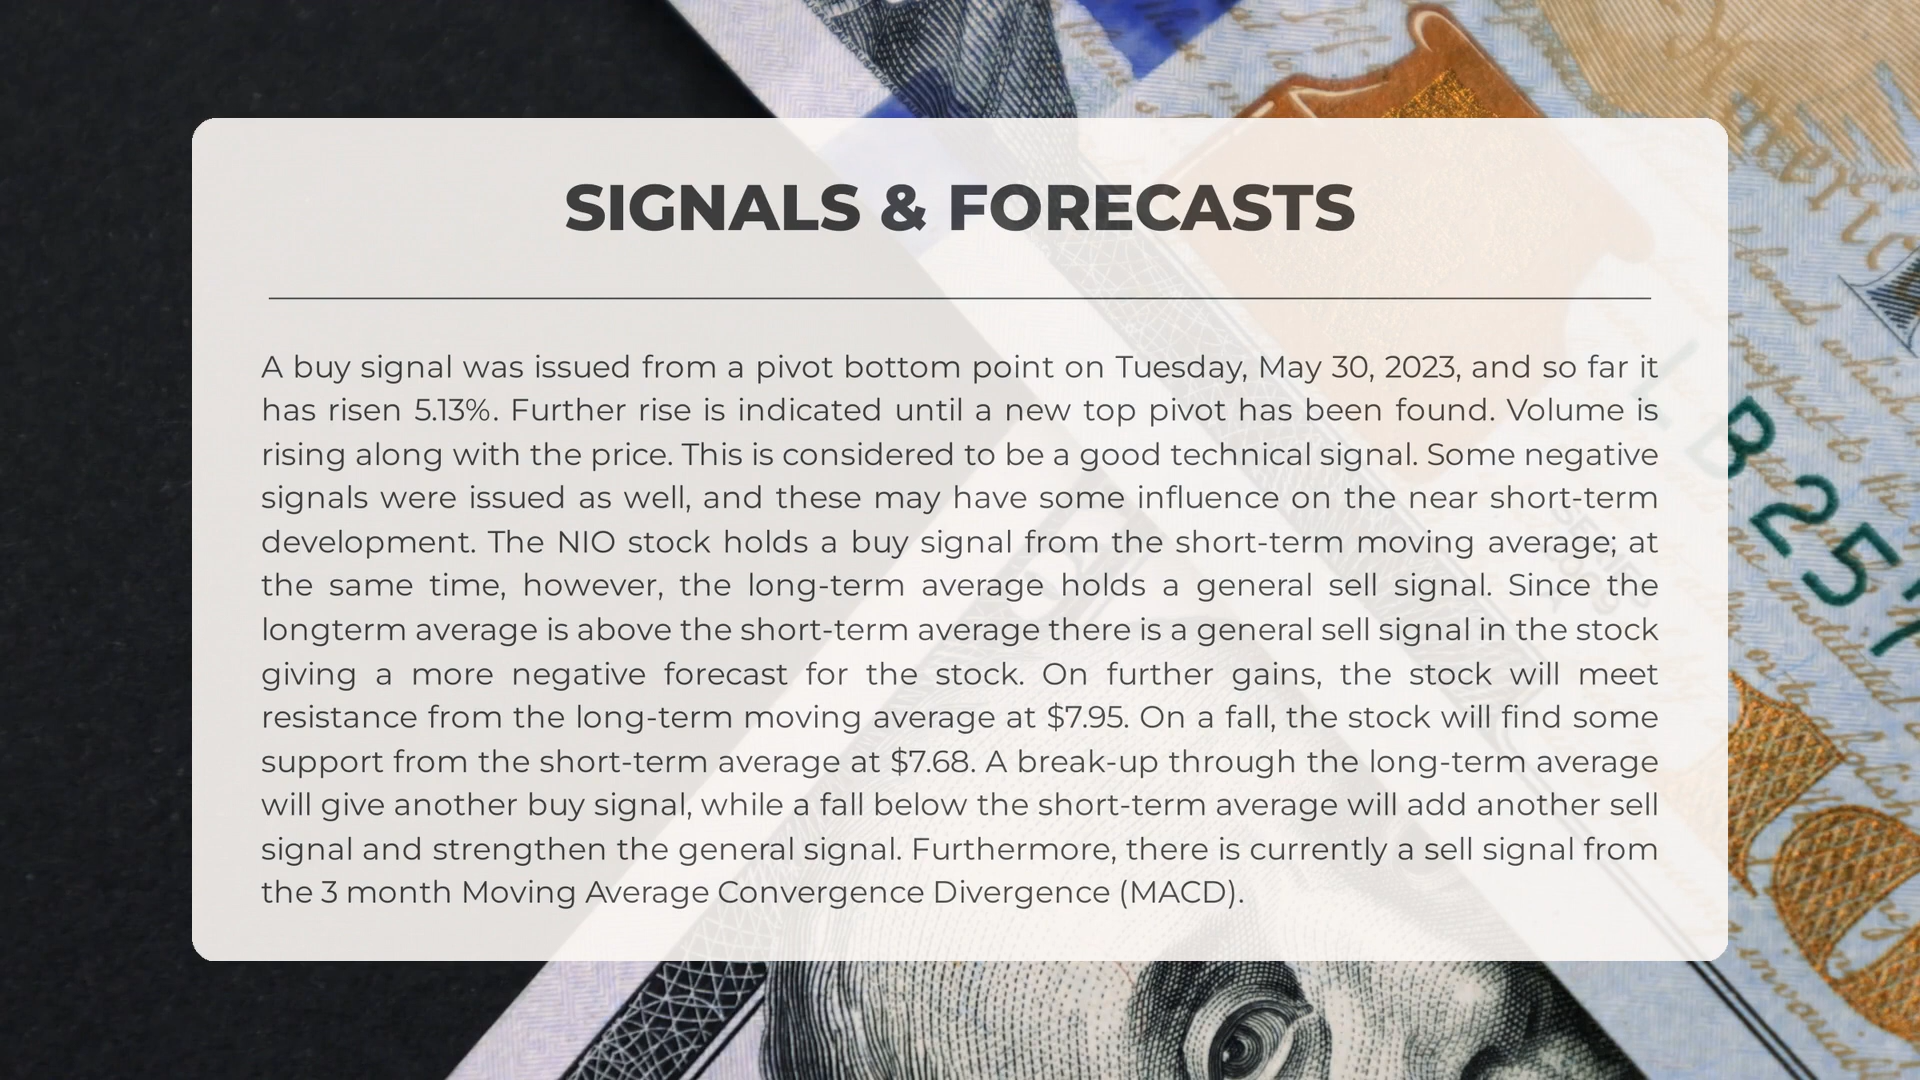 SIGNALS & FORECASTS
A buy signal was issued from a pivot bottom point on Tuesday, May 30, 2023, and so far it
has risen 5.13%. Further rise is indicated until a new top pivot has been found. Volume is
rising along with the price. This is considered to be a good technical signal. Some negative
signals were issued as well, and these may have some influence on the near short-term
development. The NIO stock holds a buy signal from the short-term moving average; at
the same time, however, the long-term average holds a general sell signal. Since the
longterm average is above the short-term average there is a general sell signal in the stock
giving a more negative forecast for the stock. On further gains, the stock will meet
resistance from the long-term moving average at $7.95. On a fall, the stock will find some
support from the short-term average at $7.68. A break-up through the long-term average
will give another buy signal, while a fall below the short-term average will add another sell
signal and strengthen the general signal. Furthermore, there is currently a sell signal from
the 3 month Moving Average Convergence Divergence (MACD).